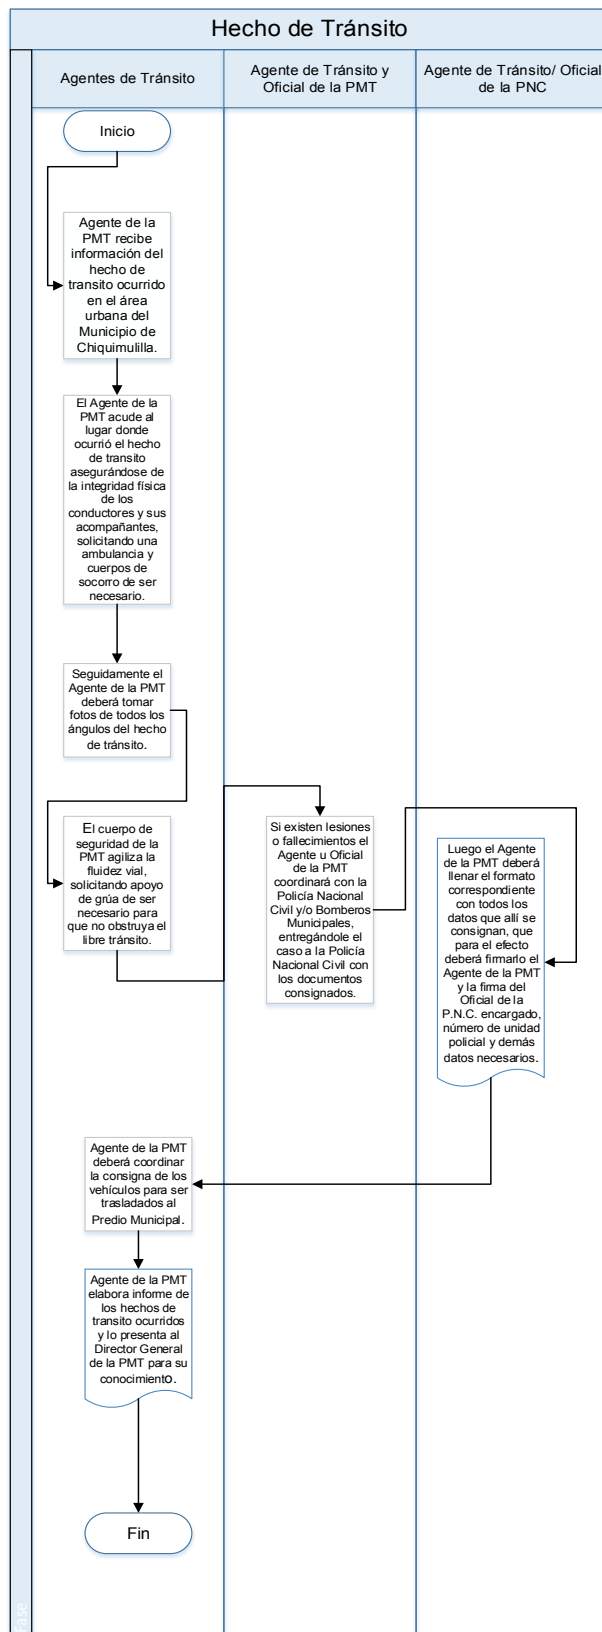 Hecho de Tránsito
Agentes de Tránsito
Agente de Tránsito y
Oficial de la PMT
Agente de Tránsito/ Oficial
de la PNC
Inicio
Agente de la
PMT recibe
información del
hecho de
transito ocurrido
en el área
urbana del
Municipio de
Chiquimulilla.
El Agente de la
PMT acude al
lugar donde
ocurrió el hecho
de transito
asegurándose de
la integridad física
de los
conductores y sus
acompañantes,
solicitando una
ambulancia y
cuerpos de
socorro de ser
necesario.
Seguidamente el
Agente de la PMT
deberá tomar
fotos de todos los
ángulos del hecho
de tránsito.
El cuerpo de
seguridad de la
PMT agiliza la
fluidez vial,
solicitando apoyo
de grúa de ser
necesario para
que no obstruya el
libre tránsito.
Si existen lesiones
o fallecimientos el
Agente u Oficial de
la PMT
coordinará con la
Policía Nacional
Civil y/o Bomberos
Municipales,
entregándole el
caso a la Policía
Nacional Civil con
los documentos
consignados.
Luego el Agente
de la PMT deberá
llenar el formato
correspondiente
con todos los
datos que allí se
consignan, que
para el efecto
deberá firmarlo el
Agente de la PMT
y la firma del
Oficial de la
P.N.C. encargado,
número de unidad
policial y demás
datos necesarios.
Agente de la PMT
deberá coordinar
la consigna de los
vehículos para ser
trasladados al
Predio Municipal.
Agente de la PMT
elabora informe de
los hechos de
transito ocurridos
y lo presenta al
Director General
de la PMT para su
conocimiento.
Fin
Fase